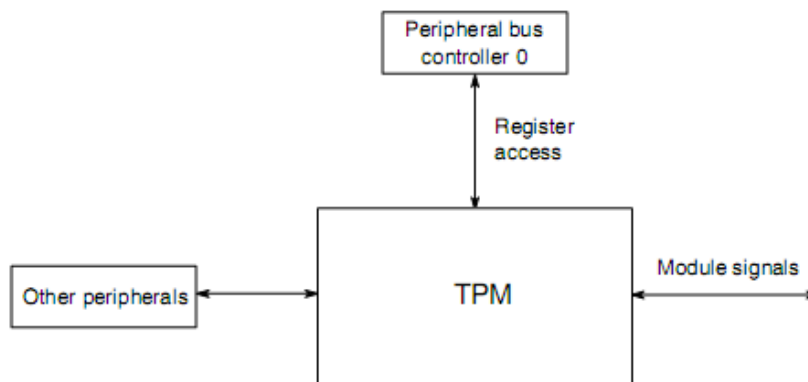 Peripheral bus
controller 0
Register
access
Module signals
Other peripherals
TPM